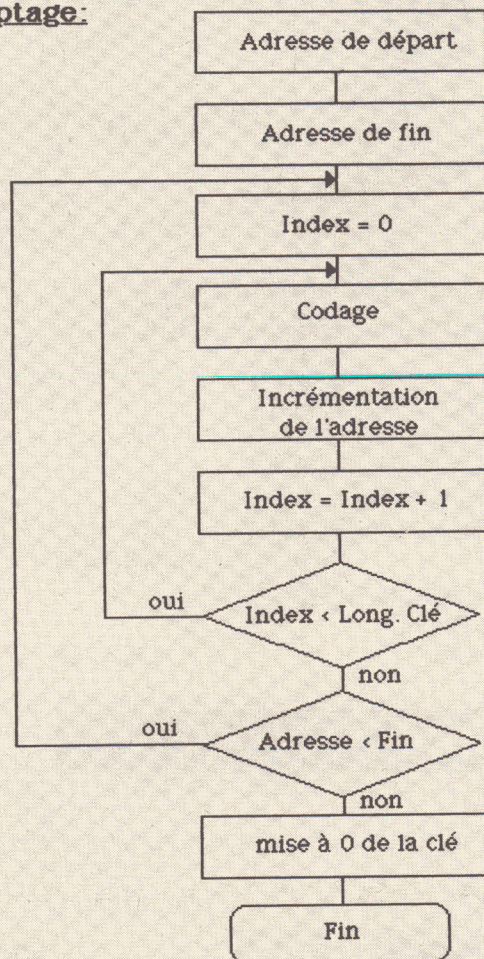 ptage:
Adresse de départ
Adresse de fin
Index = 0
Codage
Incrémentation
de l'adresse
Index = Index + 1
oui
Index < Long. Clé
non
oui
Adresse < Fin
non
mise à 0 de la clé
Fin